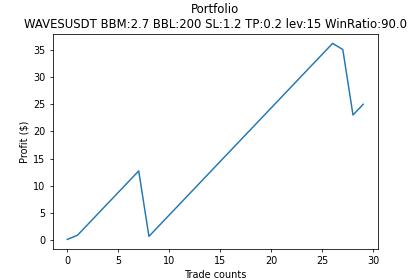 Portfolio
WAVESUSDT BBM:2.7 BBL:200 SL:1.2 TP:0.2 lev:15 WinRatio:90.0
35
30
25
20
15
10
5
0
Profit ($)
0 5 10 15 20 25 30
Trade counts